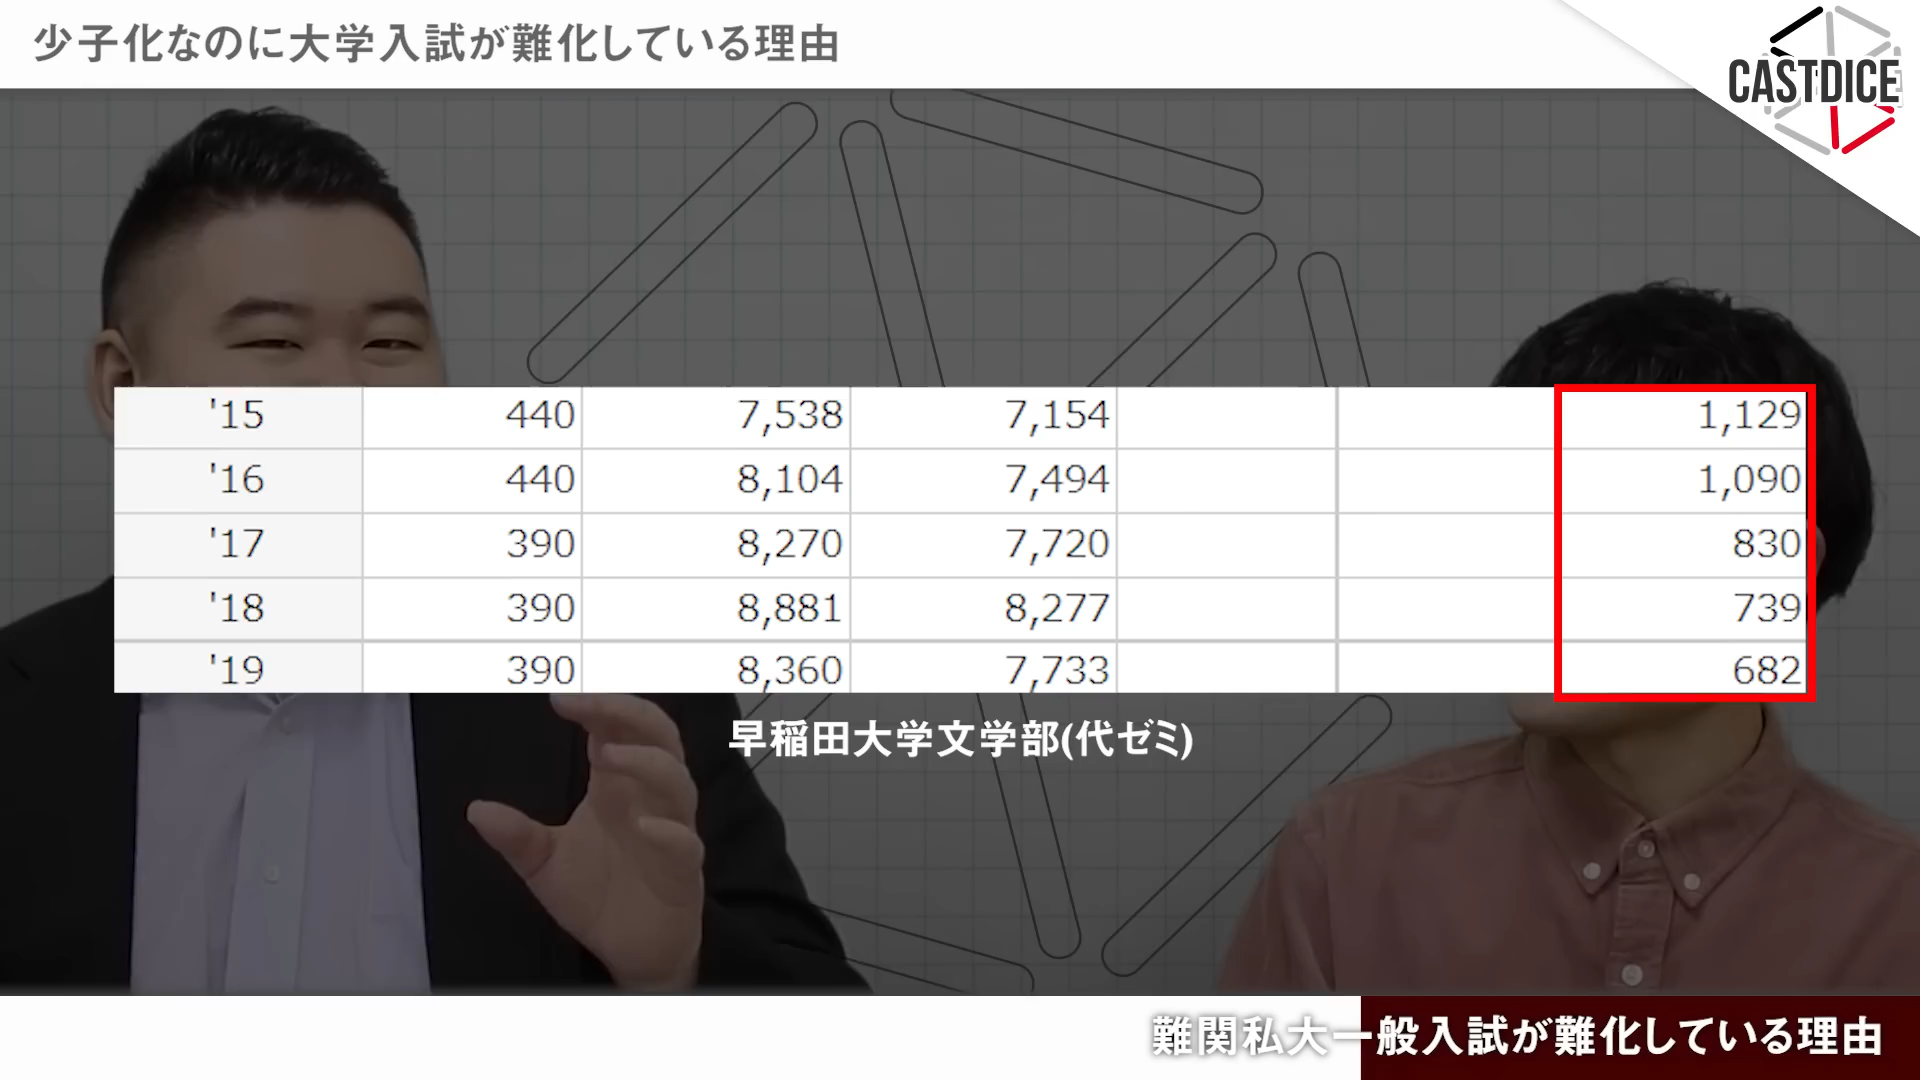 少子化なのに大学入試が難化している理由
CASTDICE
'15 440 7,538 7,154 1,129
'16 440 8,104 7,494 1,090
'17 390 8,270 7,720 830
'18 390 8,881 8,277 739
'19 390 8,360 7,733 682
早稲田大学文学部(代ゼミ)
難関私大一般入試が難化している理由